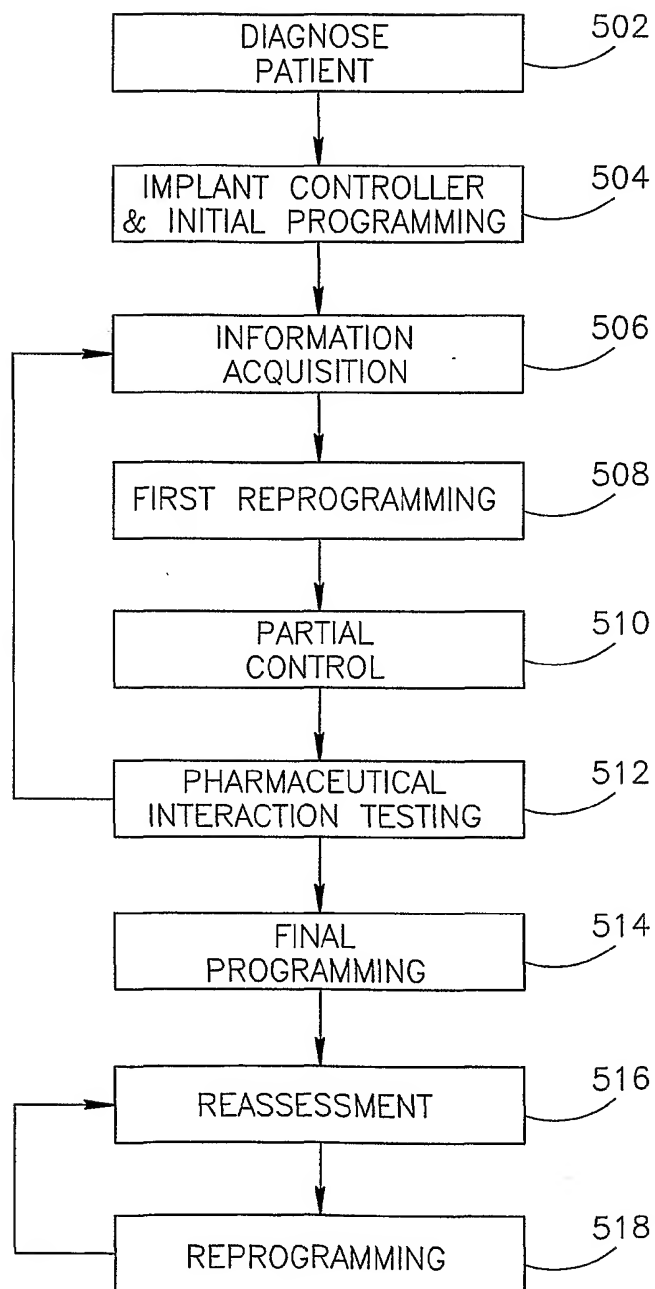 DIAGNOSE
PATIENT
502
IMPLANT CONTROLLER
& INITIAL PROGRAMMING
504
INFORMATION
ACQUISITION
506
FIRST REPROGRAMMING
508
PARTIAL
CONTROL
510
PHARMACEUTICAL
INTERACTION TESTING
512
FINAL
PROGRAMMING
514
REASSESSMENT
516
REPROGRAMMING
518